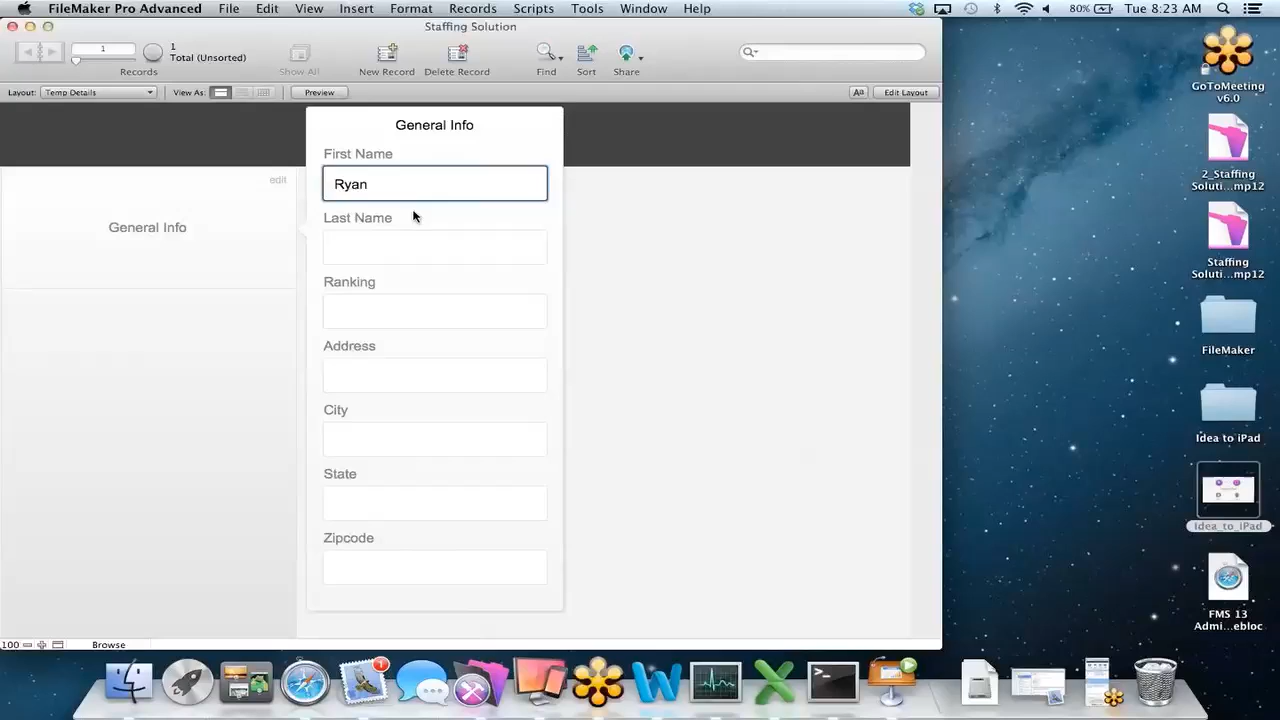 FileMaker Pro Advanced File Edit View Insert Format Records Scripts Tools Window Help 80% Tue 8:23 AM
Staffing Solution
1
1
Total (Unsorted)
Records Show All New Record Delete Record Find Sort Share
Layout: Temp Details View As: Preview Aa Edit Layout
General Info
First Name
Ryan
edit
General Info
Last Name
Ranking
Address
City
State
Zipcode
100 Browse
GoToMeeting
v6.0
2_Staffing
Soluti...mp12
Staffing
Soluti...mp12
FileMaker
Idea to iPad
Idea_to_iPad
FMS 13
Admi...ebloc
1